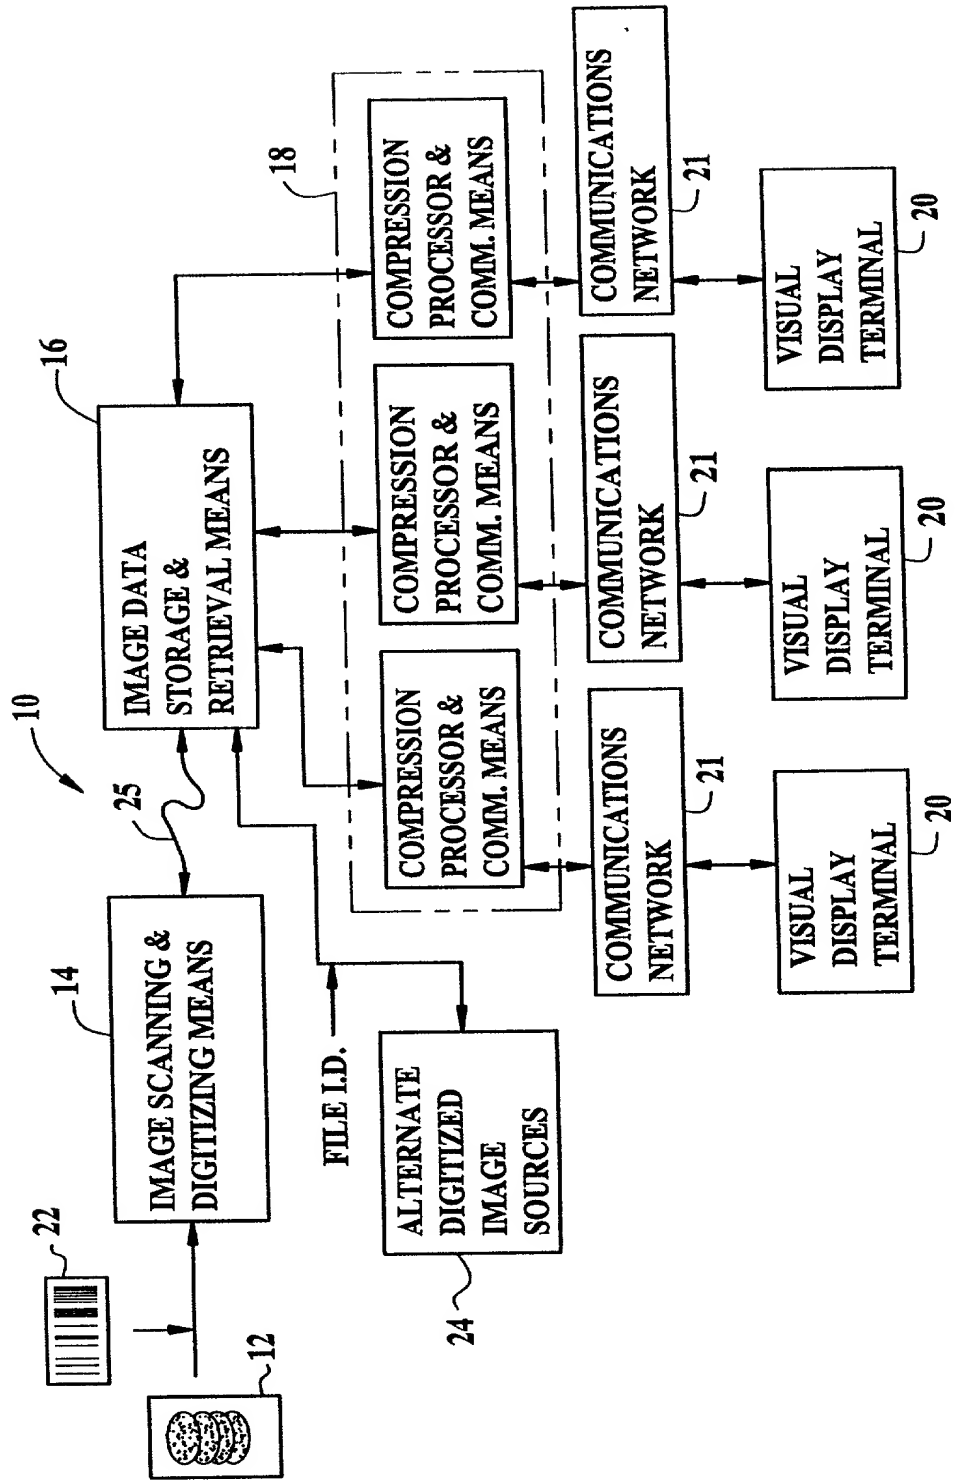 10
22
14
25
16
18
IMAGE SCANNING &
DIGITIZING MEANS
IMAGE DATA
STORAGE &
RETRIEVAL MEANS
12
FILE I.D.
24
ALTERNATE
DIGITIZED
IMAGE
SOURCES
COMPRESSION
PROCESSOR &
COMM. MEANS
COMPRESSION
PROCESSOR &
COMM. MEANS
COMPRESSION
PROCESSOR &
COMM. MEANS
COMMUNICATIONS
NETWORK
21
COMMUNICATIONS
NETWORK
21
COMMUNICATIONS
NETWORK
21
VISUAL
DISPLAY
TERMINAL
20
VISUAL
DISPLAY
TERMINAL
20
VISUAL
DISPLAY
TERMINAL
20